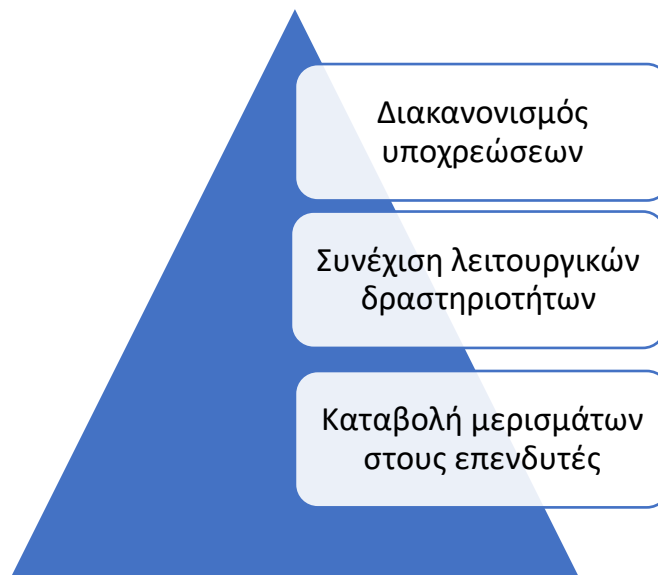 Διακανονισμός
υποχρεώσεων
Συνέχιση λειτουργικών
δραστηριοτήτων
Καταβολή μερισμάτων
στους επενδυτές